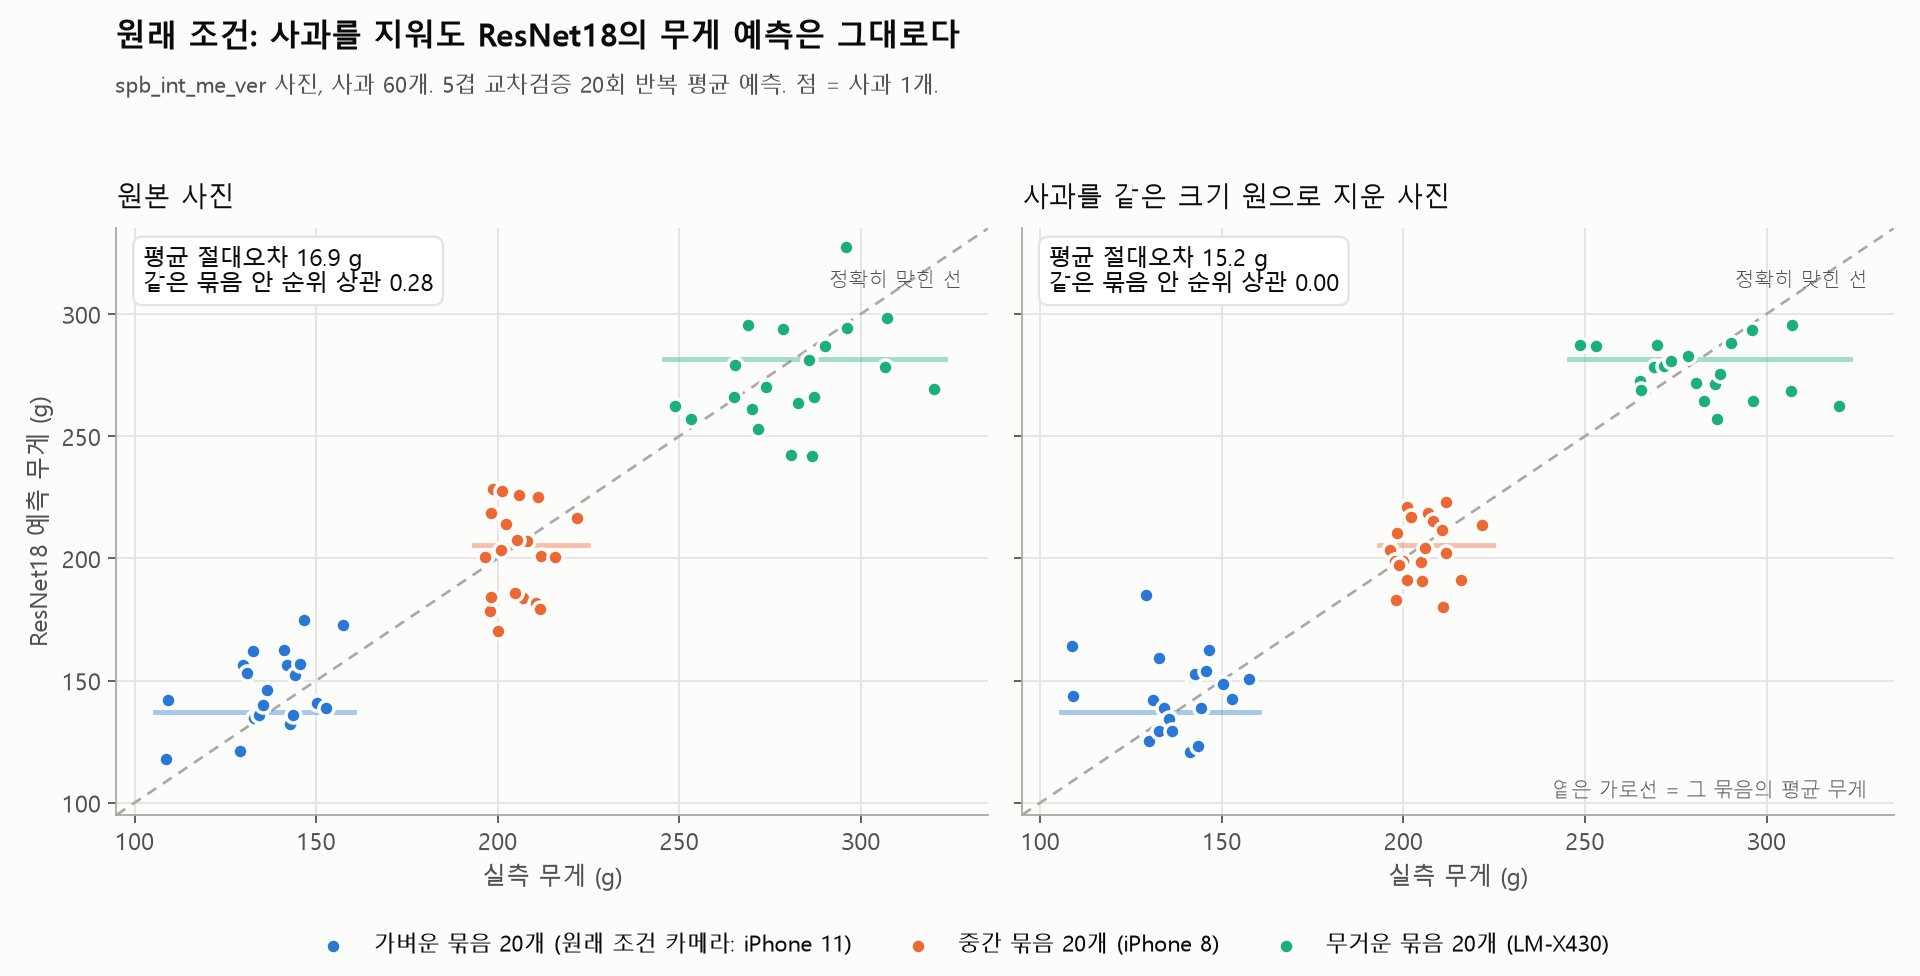 원래 조건: 사과를 지워도 ResNet18의 무게 예측은 그대로다
spb_int_me_ver 사진, 사과 60개. 5겹 교차검증 20회 반복 평균 예측. 점 = 사과 1개.
원본 사진
평균 절대오차 16.9 g
같은 묶음 안 순위 상관 0.28
정확히 맞힌 선
ResNet18 예측 무게 (g)
300
250
200
150
100
100 150 200 250 300
실측 무게 (g)
사과를 같은 크기 원으로 지운 사진
평균 절대오차 15.2 g
같은 묶음 안 순위 상관 0.00
정확히 맞힌 선
옅은 가로선 = 그 묶음의 평균 무게
100 150 200 250 300
실측 무게 (g)
가벼운 묶음 20개 (원래 조건 카메라: iPhone 11)
중간 묶음 20개 (iPhone 8)
무거운 묶음 20개 (LM-X430)